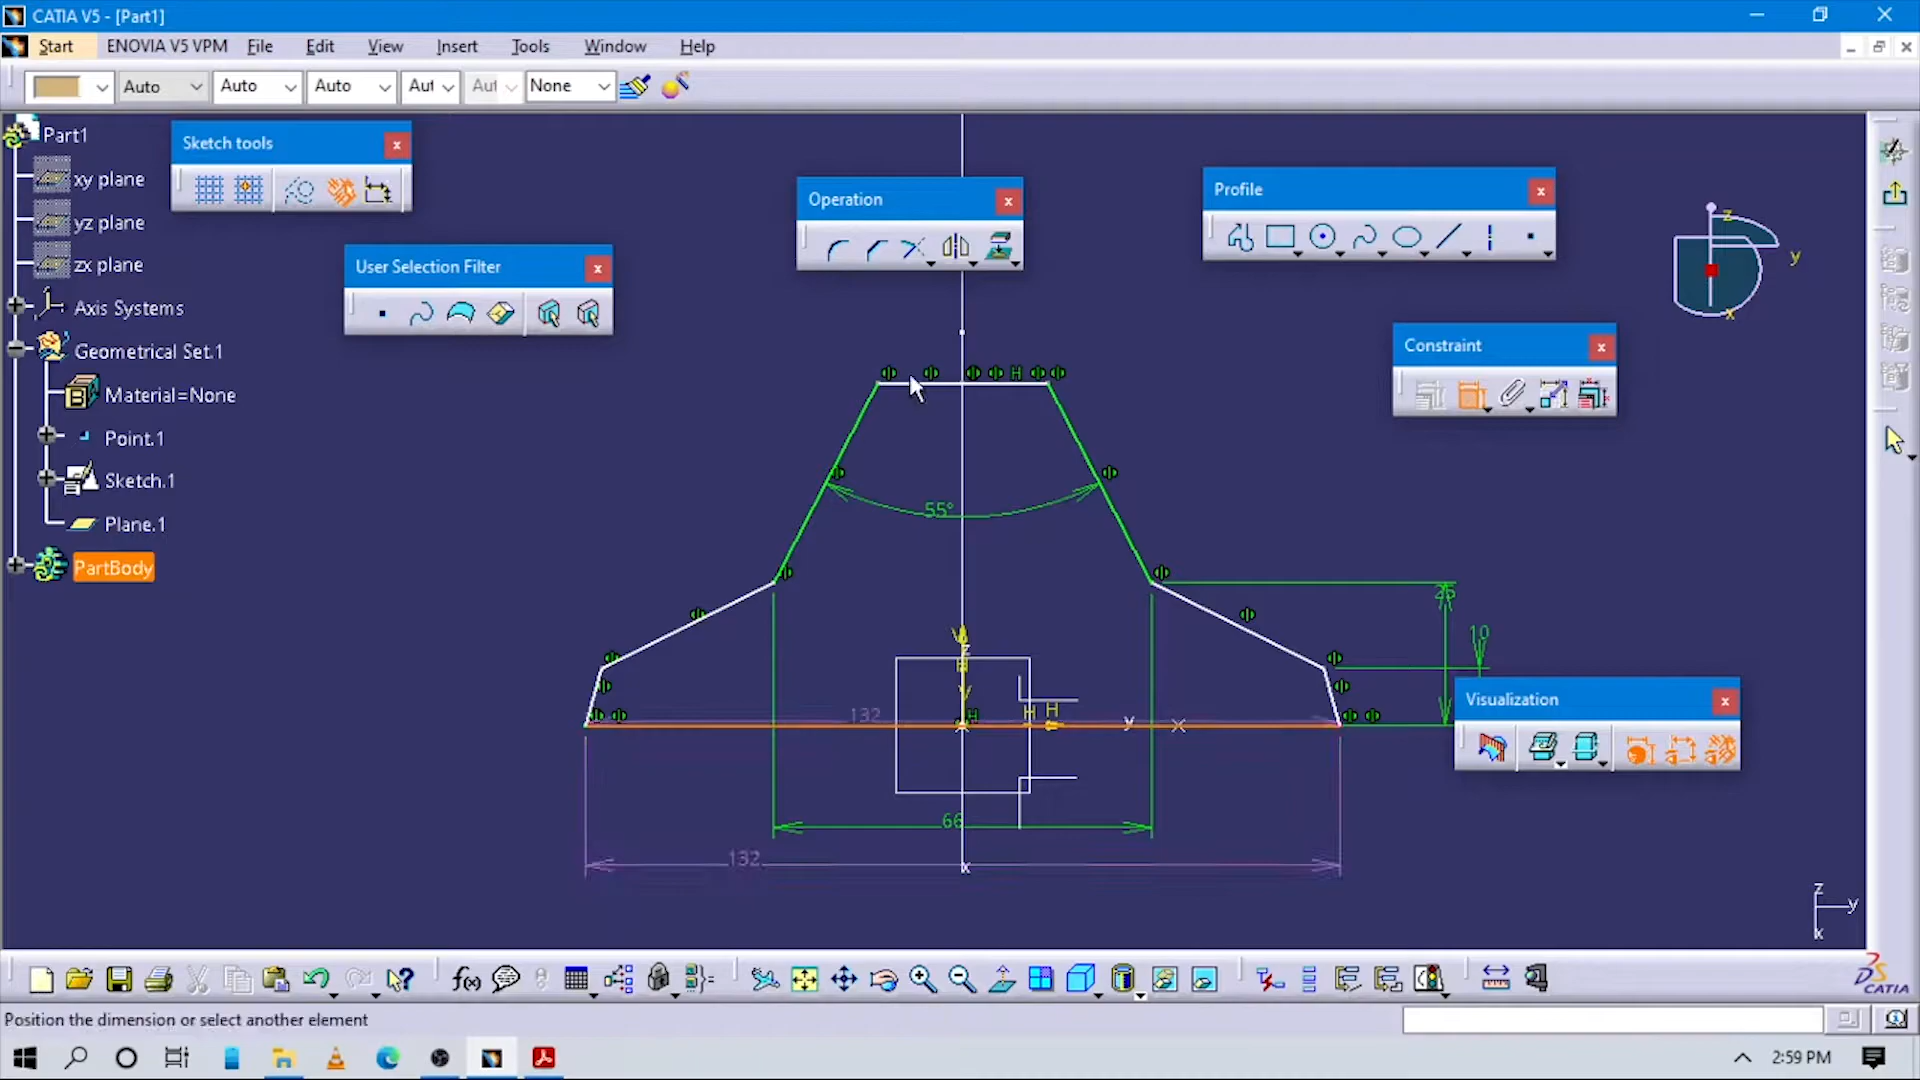 CATIA V5 - [Part1]
Start ENOVIA V5 VPM File Edit View Insert Tools Window Help
Auto Auto Auto Aut Aut None
Part1
xy plane
yz plane
zx plane
Axis Systems
Geometrical Set.1
Material=None
Point.1
Sketch.1
Plane.1
PartBody
Sketch tools
User Selection Filter
Operation
Profile
Constraint
Visualization
z
y
x
H
55°
26
10
V
z
H
V
132
H
H H
y
66
132
x
z
y
x
CATIA
Position the dimension or select another element
2:59 PM